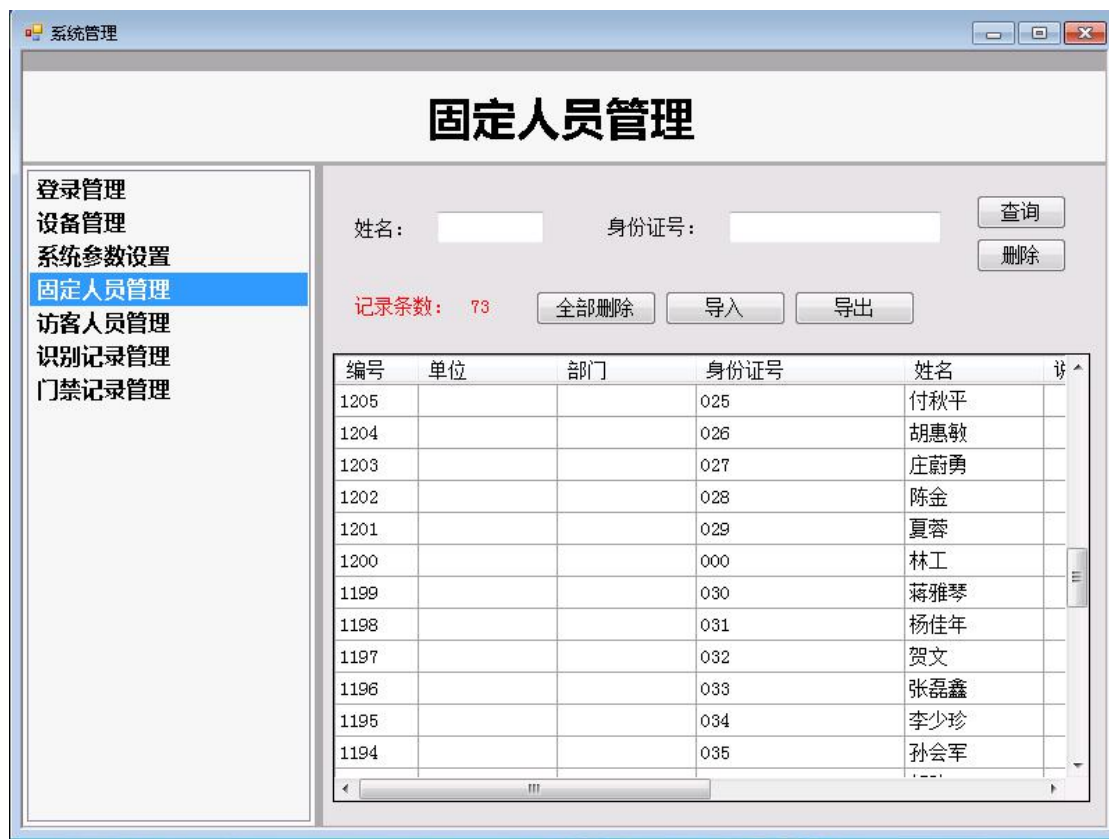 系统管理
固定人员管理
登录管理
设备管理
系统参数设置
固定人员管理
访客人员管理
识别记录管理
门禁记录管理
姓名： 身份证号： 查询
删除
记录条数： 73 全部删除 导入 导出
编号 单位 部门 身份证号 姓名
1205 025 付秋平
1204 026 胡惠敏
1203 027 庄蔚勇
1202 028 陈金
1201 029 夏蓉
1200 000 林工
1199 030 蒋雅琴
1198 031 杨佳年
1197 032 贺文
1196 033 张磊鑫
1195 034 李少珍
1194 035 孙会军